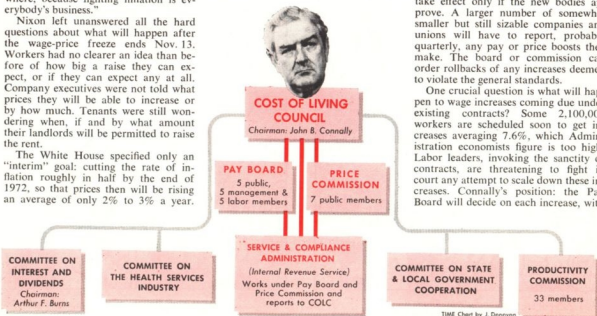 where, because fighting inflation is ev-
erybody's business."
Nixon left unanswered all the hard
questions about what will happen after
the wage-price freeze ends Nov. 13.
Workers had no clearer an idea than be-
fore of how big a raise they can ex-
pect, or if they can expect any at all.
Company executives were not told what
prices they will be able to increase or
by how much. Tenants were still won-
dering when, if and by what amount
their landlords will be permitted to raise
the rent.
The White House specified only an
"interim" goal: cutting the rate of in-
flation roughly in half by the end of
1972, so that prices then will be rising
an average of only 2% to 3% a year.
take effect only if the new bodies ap
prove. A larger number of somewh
smaller but still sizable companies an
unions will have to report, probab
quarterly, any pay or price boosts the
make. The board or commission ca
order rollbacks of any increases deeme
to violate the general standards.
One crucial question is what will hap
pen to wage increases coming due unde
existing contracts? Some 2,100,00
workers are scheduled soon to get in
creases averaging 7.6%, which Admin
istration economists figure is too high
Labor leaders, invoking the sanctity o
contracts, are threatening to fight i
court any attempt to scale down these in
creases. Connally's position: the Pa
Board will decide on each increase, wit
COST OF LIVING
COUNCIL
Chairman: John B. Connally
PAY BOARD
5 public,
5 management &
5 labor members
PRICE
COMMISSION
7 public members
COMMITTEE ON
INTEREST AND
DIVIDENDS
Chairman:
Arthur F. Burns
COMMITTEE ON
THE HEALTH SERVICES
INDUSTRY
SERVICE & COMPLIANCE
ADMINISTRATION
(Internal Revenue Service)
Works under Pay Board and
Price Commission and
reports to COLC
COMMITTEE ON STATE
& LOCAL GOVERNMENT
COOPERATION
PRODUCTIVITY
COMMISSION
33 members
TIME Chart by J. Donovan